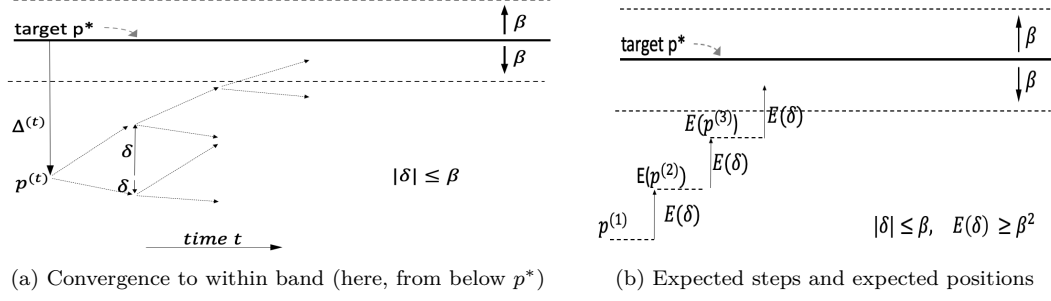 target p*
β
β
Δ⁽ᵗ⁾
δ
p⁽ᵗ⁾
δ
|δ| ≤ β
time t
(a) Convergence to within band (here, from below p*)
β
target p*
β
E(p⁽³⁾)
E(δ)
E(p⁽²⁾)
E(δ)
p⁽¹⁾
E(δ)
|δ| ≤ β, E(δ) ≥ β²
(b) Expected steps and expected positions